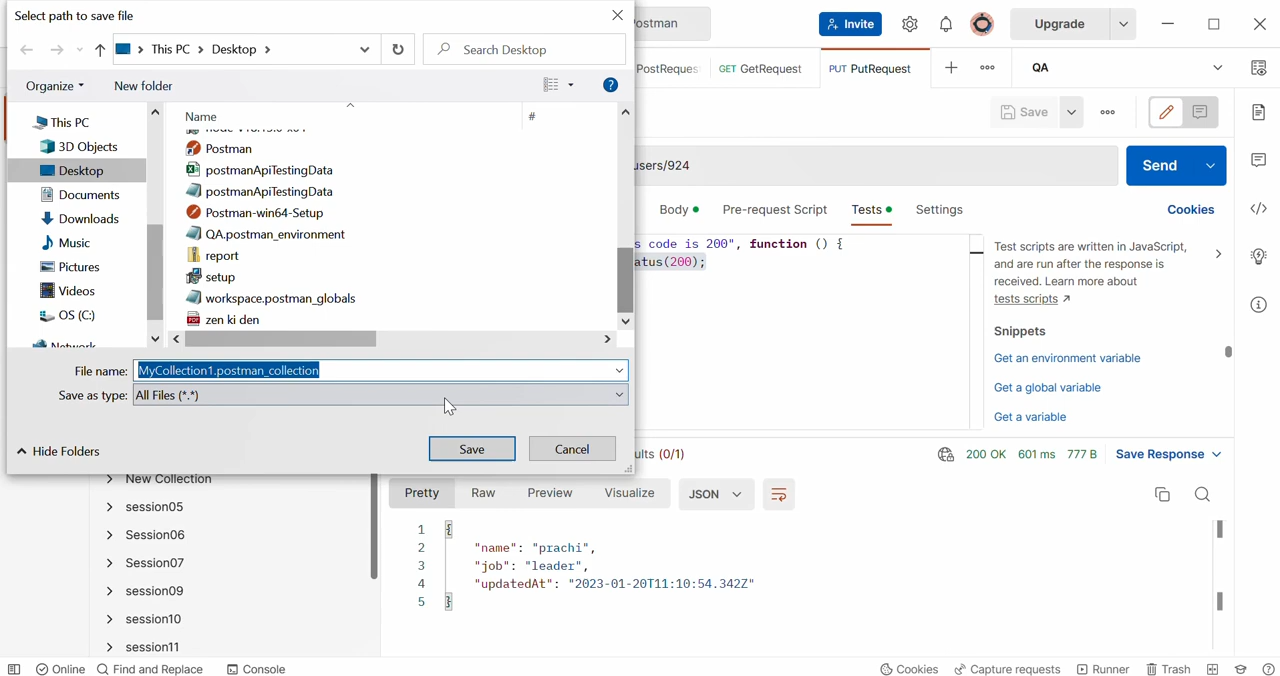 Select path to save file
This PC
Desktop
Search Desktop
Organize
New folder
This PC
3D Objects
Desktop
Documents
Downloads
Music
Pictures
Videos
OS (C:)
Network
Name
#
Postman
postmanApiTestingData
postmanApiTestingData
Postman-win64-Setup
QA.postman_environment
report
setup
workspace.postman_globals
zen ki den
File name:
MyCollection1.postman_collection
Save as type:
All Files (*.*)
Hide Folders
Save
Cancel
Postman
Invite
Upgrade
PostReques
GET GetRequest
PUT PutRequest
QA
Save
users/924
Send
Body
Pre-request Script
Tests
Settings
Cookies
s code is 200", function () {
atus(200);
Test scripts are written in JavaScript,
and are run after the response is
received. Learn more about
tests scripts ↗
Snippets
Get an environment variable
Get a global variable
Get a variable
ults (0/1)
200 OK 601 ms 777 B Save Response
New Collection
session05
Session06
Session07
session09
session10
session11
Pretty
Raw
Preview
Visualize
JSON
1 {
2 "name": "prachi",
3 "job": "leader",
4 "updatedAt": "2023-01-20T11:10:54.342Z"
5 }
Online
Find and Replace
Console
Cookies
Capture requests
Runner
Trash